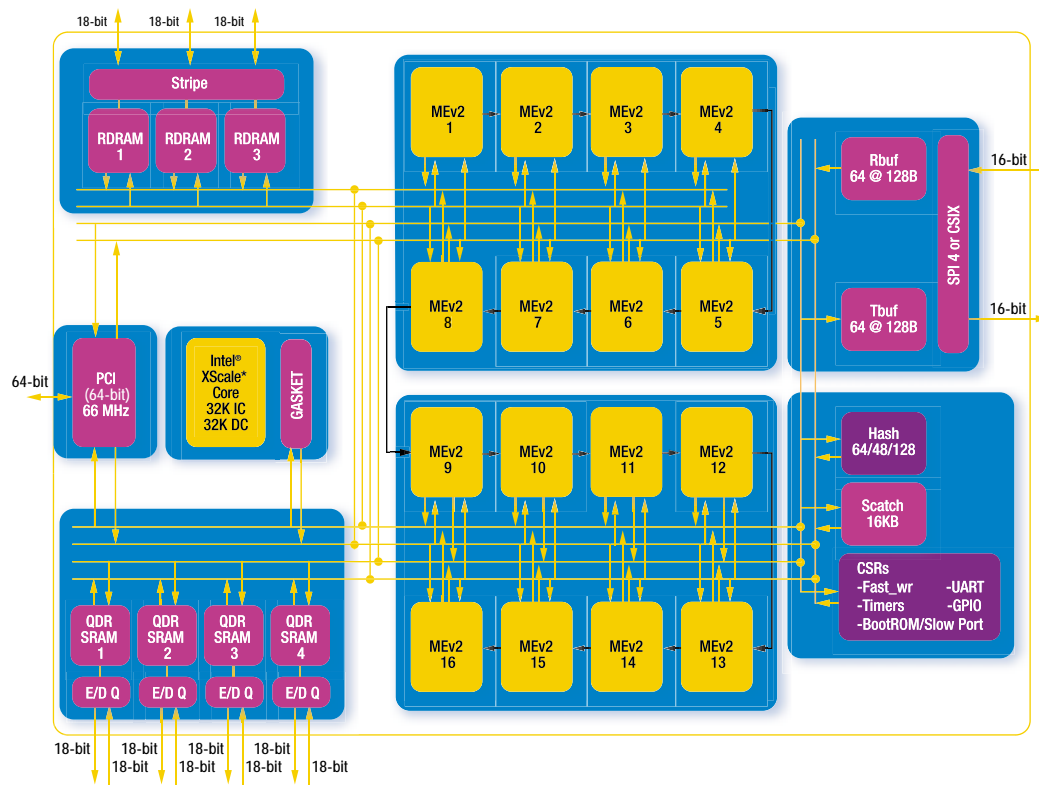 18-bit
18-bit
18-bit
Stripe
RDRAM
1
RDRAM
2
RDRAM
3
MEv2
1
MEv2
2
MEv2
3
MEv2
4
MEv2
8
MEv2
7
MEv2
6
MEv2
5
Rbuf
64 @ 128B
Tbuf
64 @ 128B
SPI 4 or CSIX
16-bit
16-bit
64-bit
PCI
(64-bit)
66 MHz
Intel®
XScale*
Core
32K IC
32K DC
GASKET
MEv2
9
MEv2
10
MEv2
11
MEv2
12
MEv2
16
MEv2
15
MEv2
14
MEv2
13
Hash
64/48/128
Scatch
16KB
CSRs
-Fast_wr -UART
-Timers -GPIO
-BootROM/Slow Port
QDR
SRAM
1
QDR
SRAM
2
QDR
SRAM
3
QDR
SRAM
4
E/D Q
E/D Q
E/D Q
E/D Q
18-bit
18-bit
18-bit
18-bit
18-bit
18-bit
18-bit
18-bit